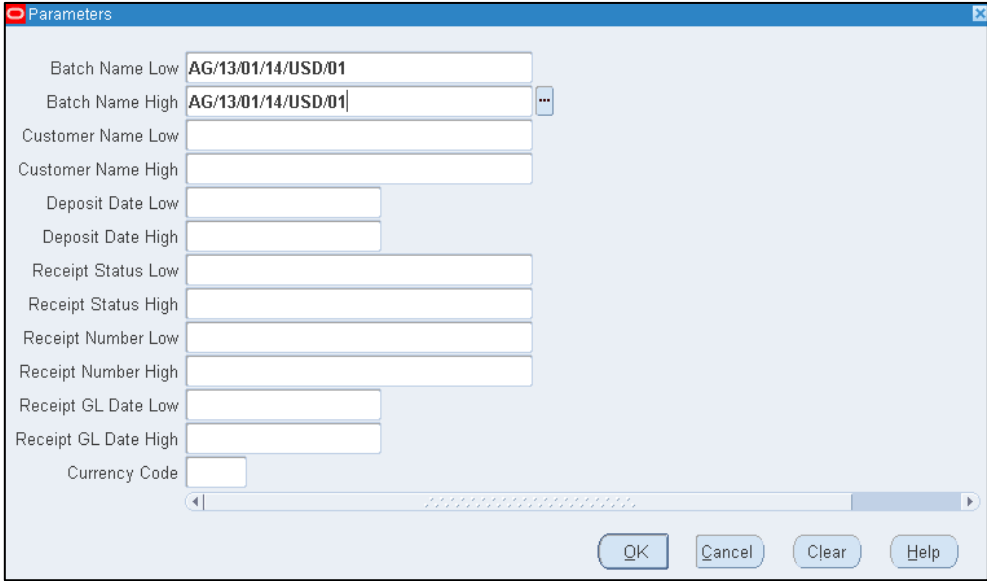 Parameters
Batch Name Low AG/13/01/14/USD/01
Batch Name High AG/13/01/14/USD/01
Customer Name Low
Customer Name High
Deposit Date Low
Deposit Date High
Receipt Status Low
Receipt Status High
Receipt Number Low
Receipt Number High
Receipt GL Date Low
Receipt GL Date High
Currency Code
OK Cancel Clear Help